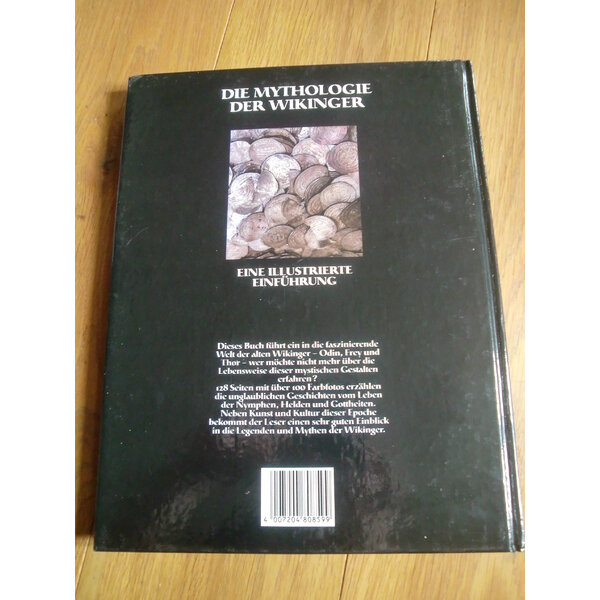 DIE MYTHOLOGIE
DER WIKINGER
EINE ILLUSTRIERTE
EINFÜHRUNG
Dieses Buch führt ein in die faszinierende
Welt der alten Wikinger – Odin, Frey und
Thor – wer möchte nicht mehr über die
Lebensweise dieser mystischen Gestalten
erfahren?
128 Seiten mit über 100 Farbfotos erzählen
die unglaublichen Geschichten vom Leben
der Nymphen, Helden und Gottheiten.
Neben Kunst und Kultur dieser Epoche
bekommt der Leser einen sehr guten Einblick
in die Legenden und Mythen der Wikinger.
4 007204 808599